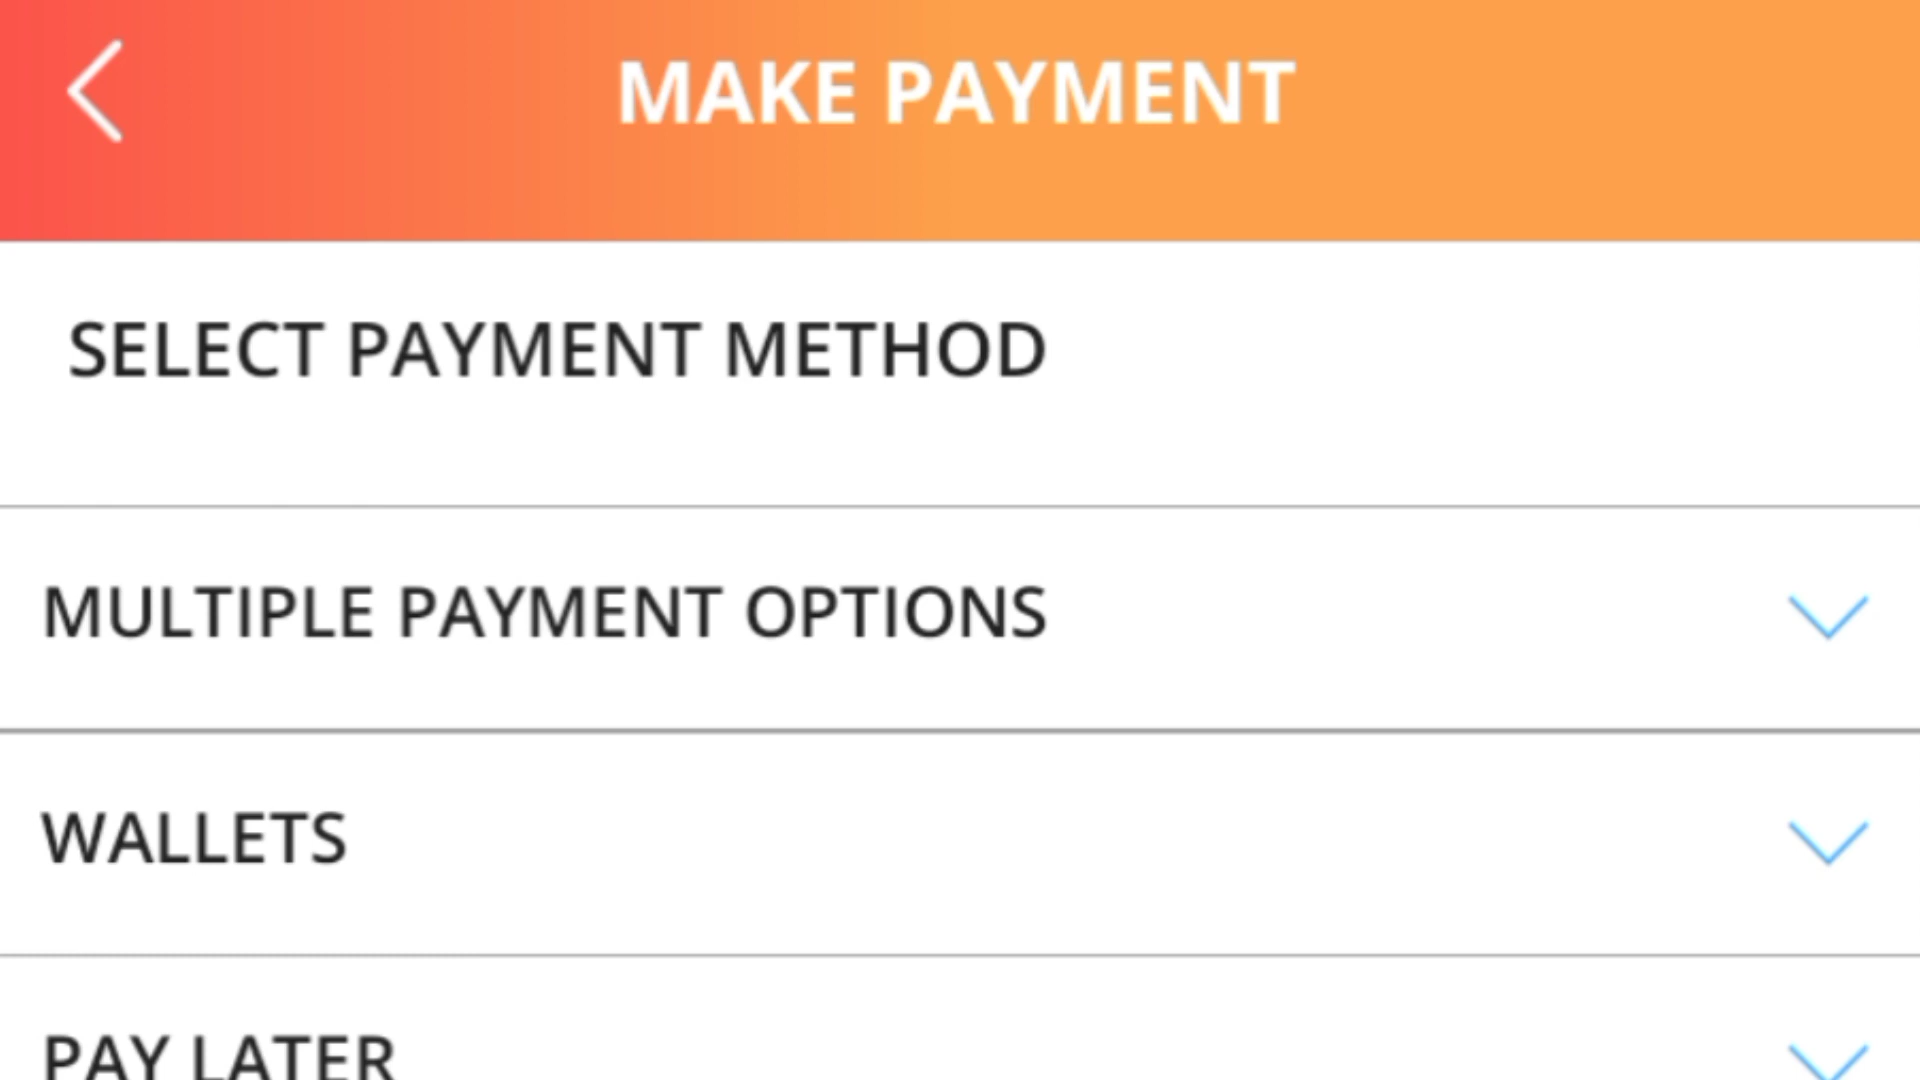 MAKE PAYMENT
SELECT PAYMENT METHOD
MULTIPLE PAYMENT OPTIONS
WALLETS
PAY LATER